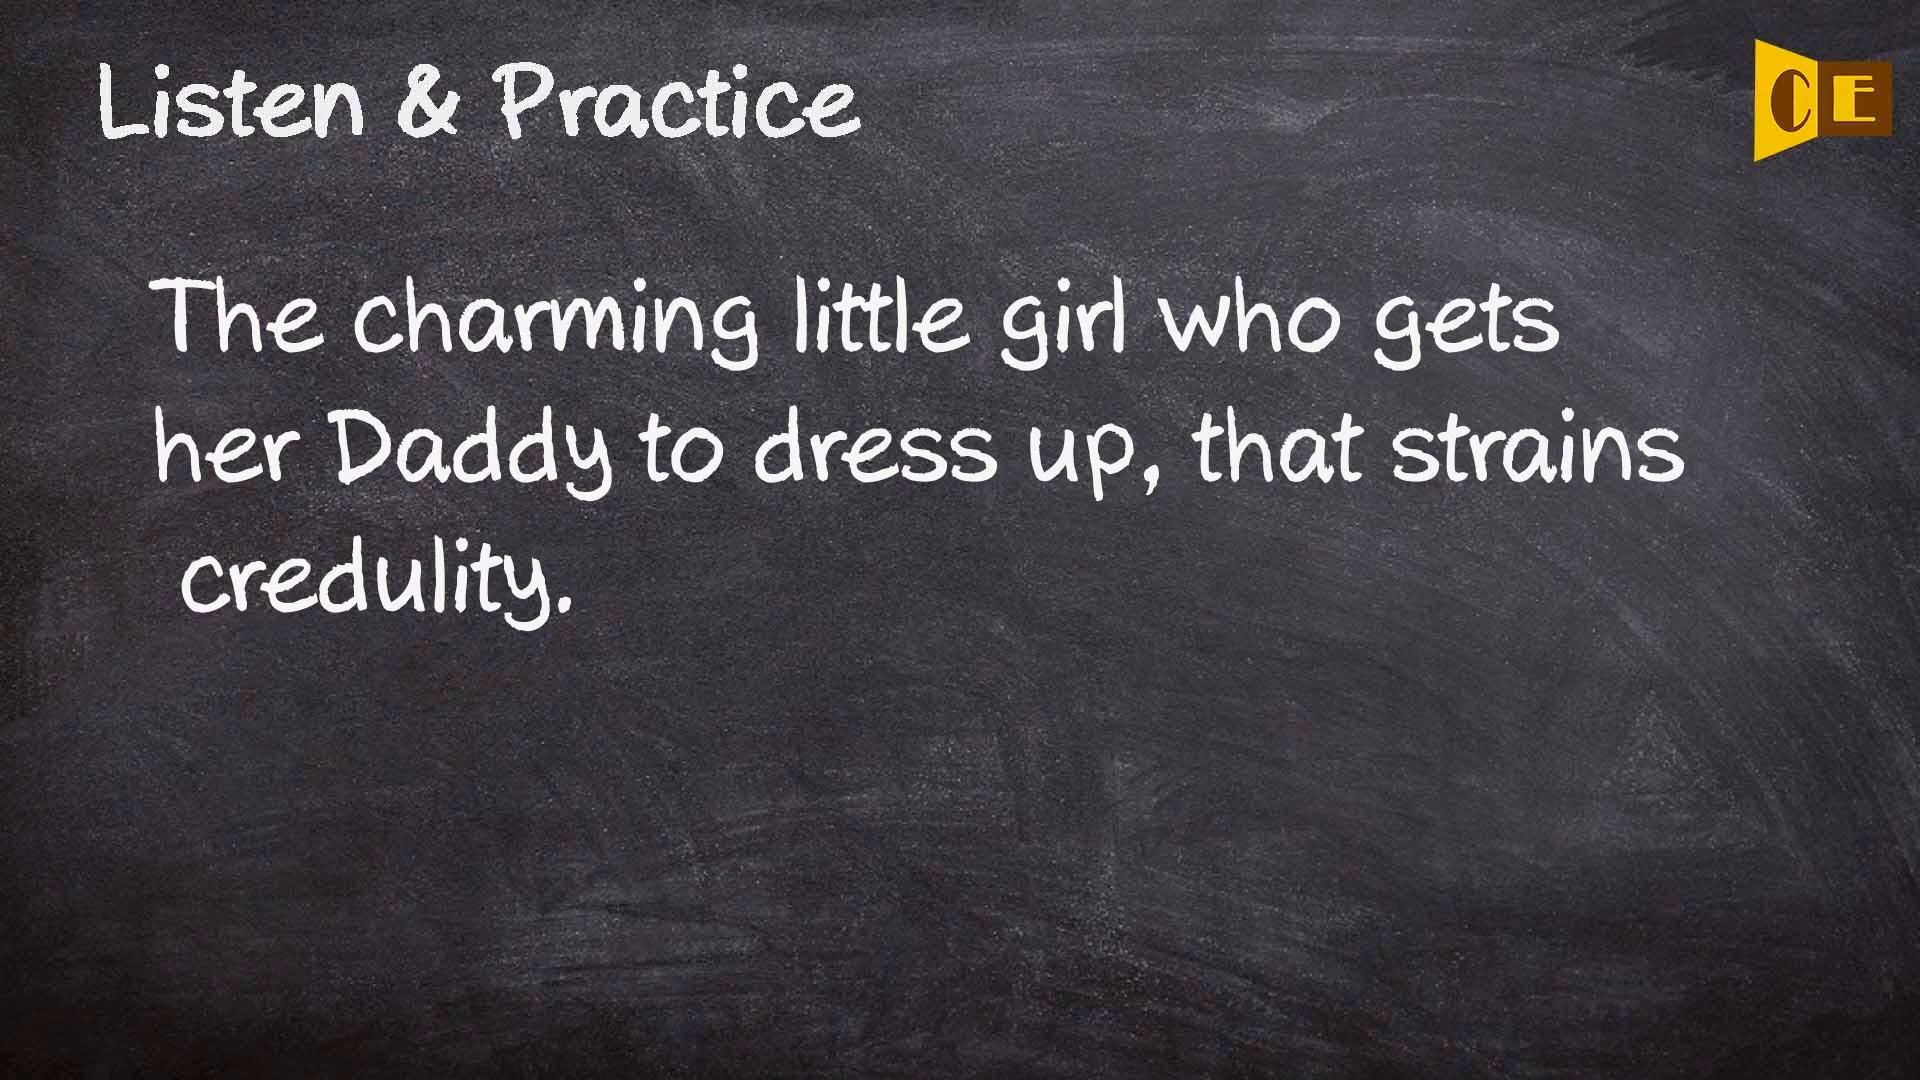 Listen & Practice
CE
The charming little girl who gets
her Daddy to dress up, that strains
credulity.